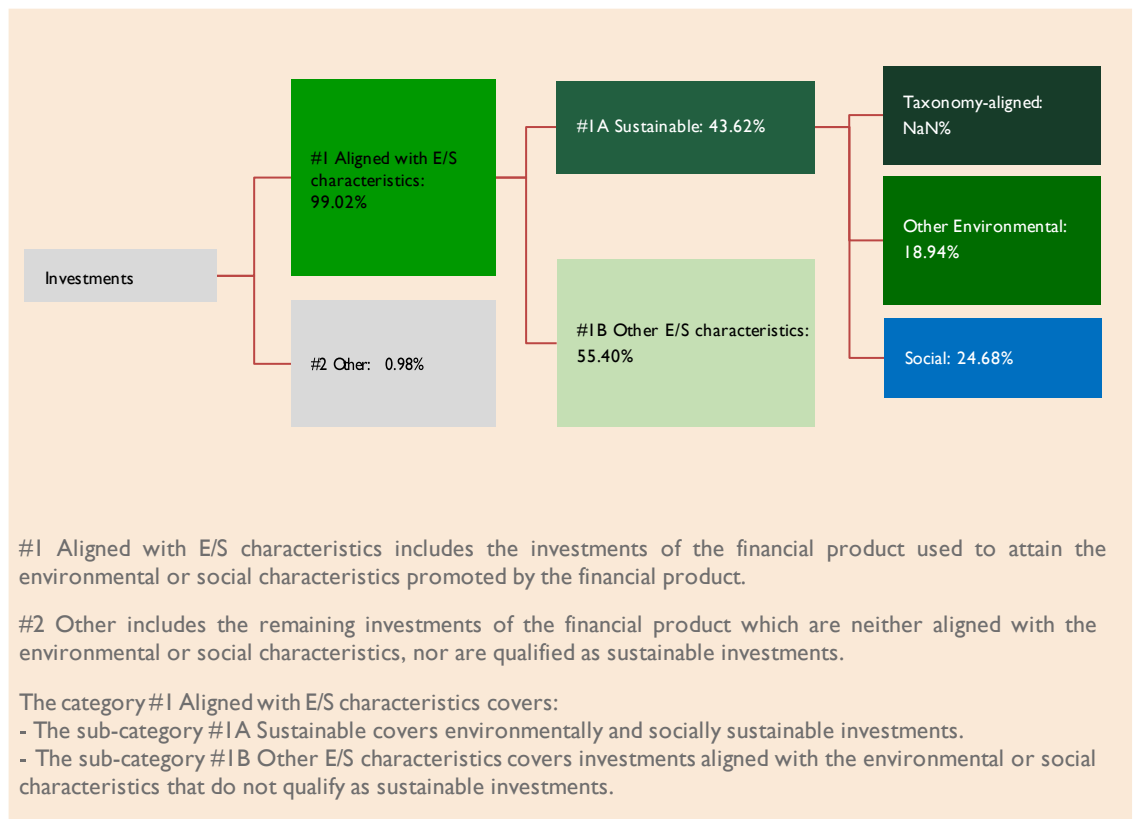 Investments
#1 Aligned with E/S
characteristics:
99.02%
#2 Other: 0.98%
#1A Sustainable: 43.62%
#1B Other E/S characteristics:
55.40%
Taxonomy-aligned:
NaN%
Other Environmental:
18.94%
Social: 24.68%
#1 Aligned with E/S characteristics includes the investments of the financial product used to attain the
environmental or social characteristics promoted by the financial product.
#2 Other includes the remaining investments of the financial product which are neither aligned with the
environmental or social characteristics, nor are qualified as sustainable investments.
The category #1 Aligned with E/S characteristics covers:
- The sub-category #1A Sustainable covers environmentally and socially sustainable investments.
- The sub-category #1B Other E/S characteristics covers investments aligned with the environmental or social
characteristics that do not qualify as sustainable investments.